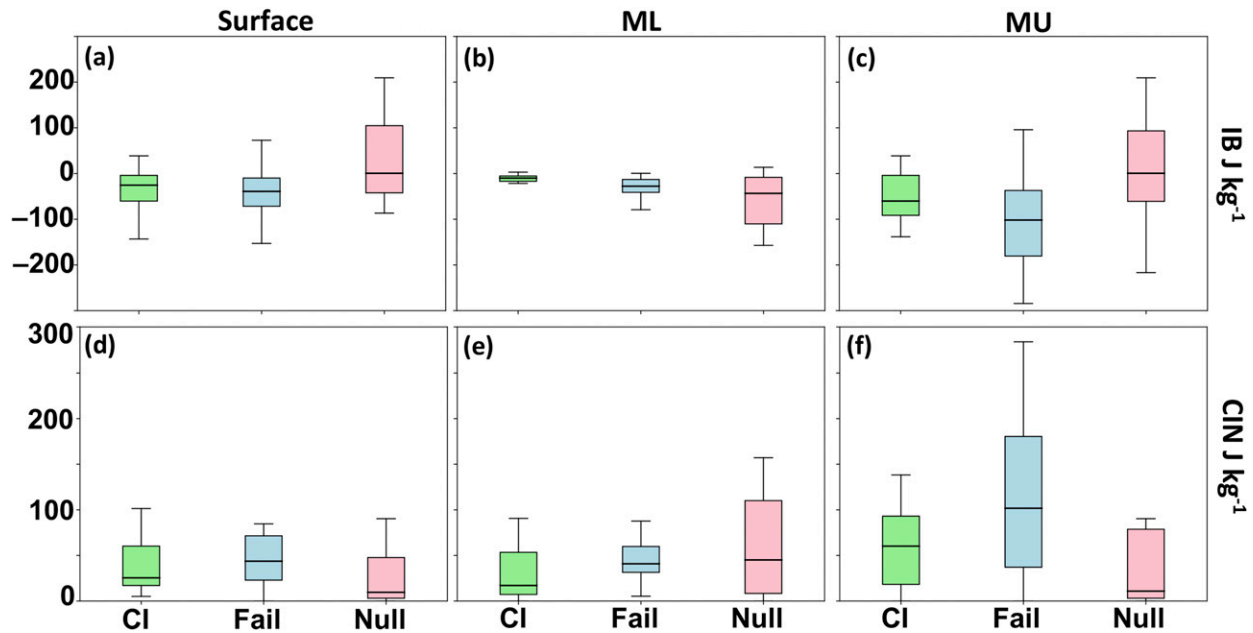 Surface ML MU
(a) (b) (c)
200
100
0
–100
–200
IB J kg⁻¹
300 (d) (e) (f)
200
100
0
CIN J kg⁻¹
CI Fail Null CI Fail Null CI Fail Null